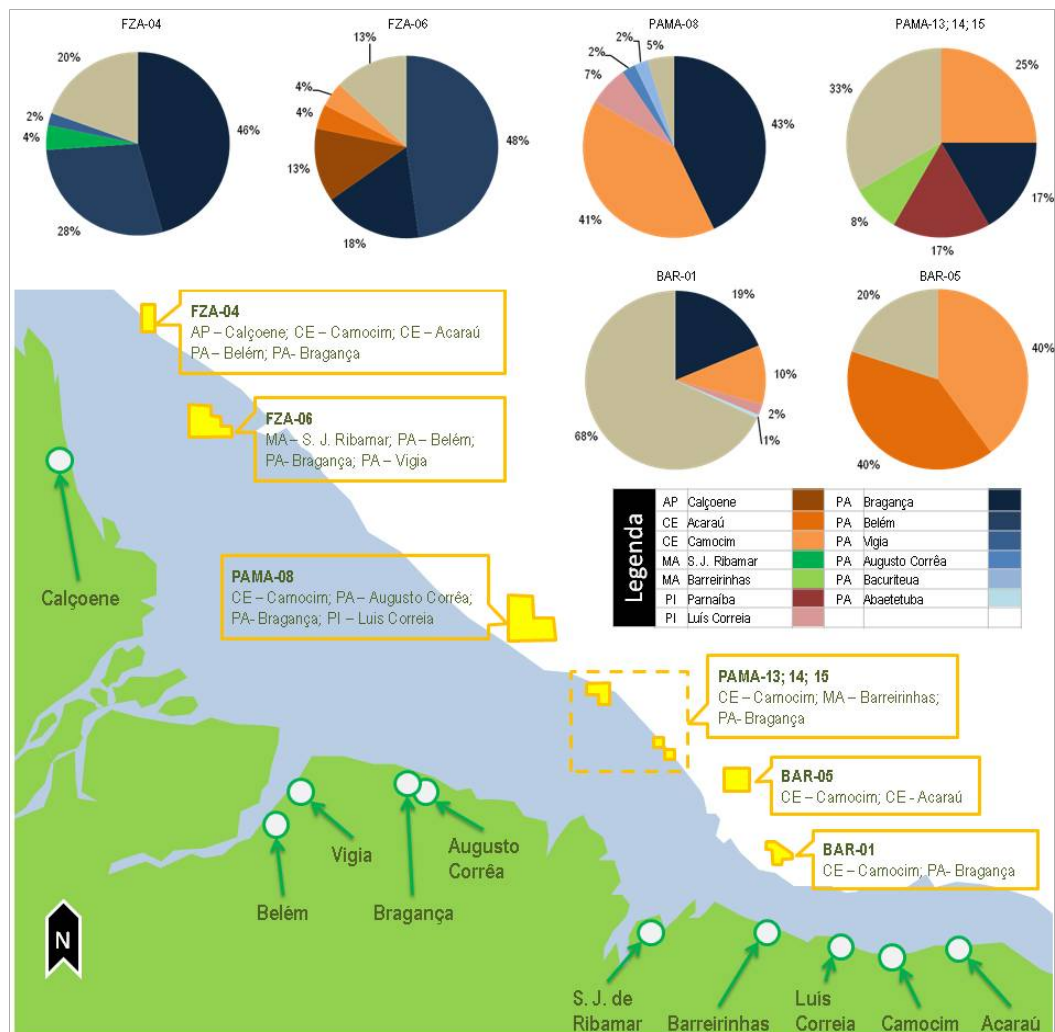 FZA-04
FZA-06
PAMA-08
PAMA-13; 14; 15
20%
2%
4%
28%
46%
13%
4%
4%
13%
18%
48%
2%
5%
2%
7%
41%
43%
33%
25%
8%
17%
17%
BAR-01
BAR-05
19%
10%
2%
1%
68%
20%
40%
40%
FZA-04
AP – Calçoene; CE – Camocim; CE – Acaraú
PA – Belém; PA- Bragança
FZA-06
MA – S. J. Ribamar; PA – Belém;
PA- Bragança; PA – Vigia
Legenda
AP Calçoene PA Bragança
CE Acaraú PA Belém
CE Camocim PA Vigia
MA S.J. Ribamar PA Augusto Corrêa
MA Barreirinhas PA Bacuriteua
PI Parnaíba PA Abaetetuba
PI Luís Correia
PAMA-08
CE – Camocim; PA – Augusto Corrêa;
PA- Bragança; PI – Luis Correia
Calçoene
PAMA-13; 14; 15
CE – Camocim; MA – Barreirinhas;
PA- Bragança
BAR-05
CE – Camocim; CE - Acaraú
BAR-01
CE – Camocim; PA- Bragança
Vigia
Augusto
Corrêa
Belém
Bragança
N
S. J. de
Ribamar
Barreirinhas
Luis
Correia
Camocim
Acaraú